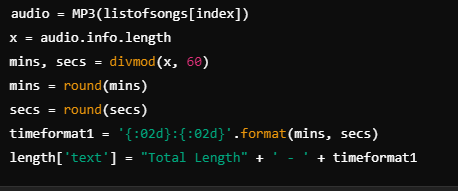 audio = MP3(listofsongs[index])
x = audio.info.length
mins, secs = divmod(x, 60)
mins = round(mins)
secs = round(secs)
timeformat1 = '{:02d}:{:02d}'.format(mins, secs)
length['text'] = "Total Length" + ' - ' + timeformat1